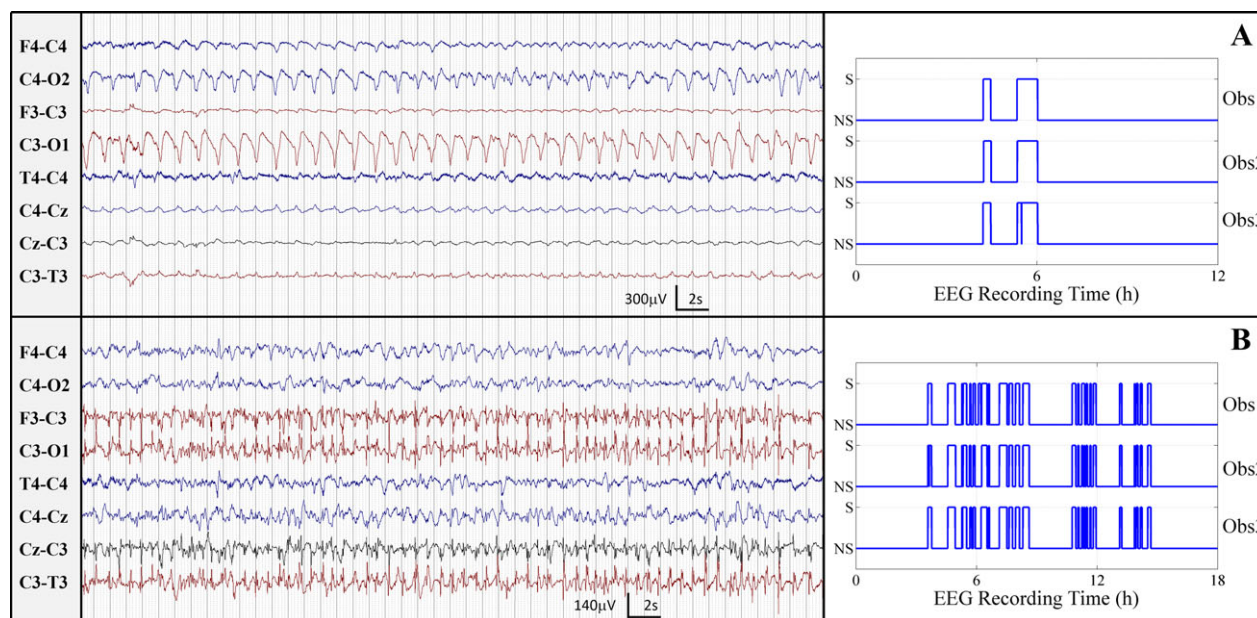 A
F4-C4
C4-O2
F3-C3
C3-O1
T4-C4
C4-Cz
Cz-C3
C3-T3
300µV 2s
S
NS
Obs
S
NS
Obs
S
NS
Obs
0 6 12
EEG Recording Time (h)
B
F4-C4
C4-O2
F3-C3
C3-O1
T4-C4
C4-Cz
Cz-C3
C3-T3
140µV 2s
S
NS
Obs
S
NS
Obs
S
NS
Obs
6 12 18
EEG Recording Time (h)